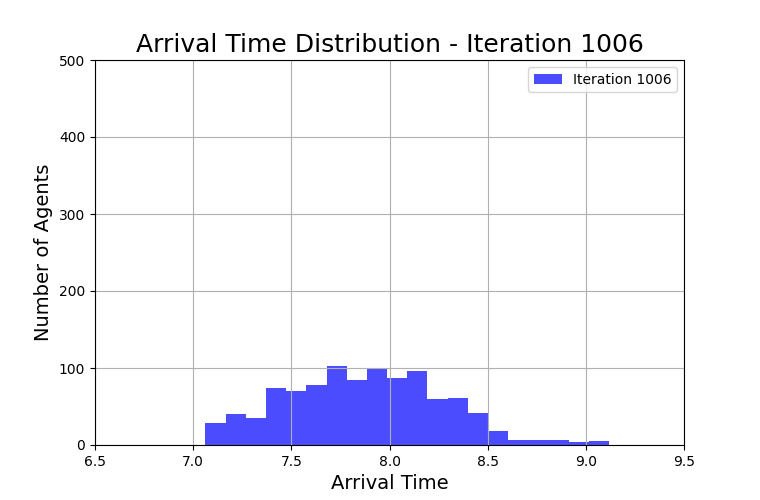 Arrival Time Distribution - Iteration 1006
Iteration 1006
Number of Agents
500
400
300
200
100
0
6.5 7.0 7.5 8.0 8.5 9.0 9.5
Arrival Time